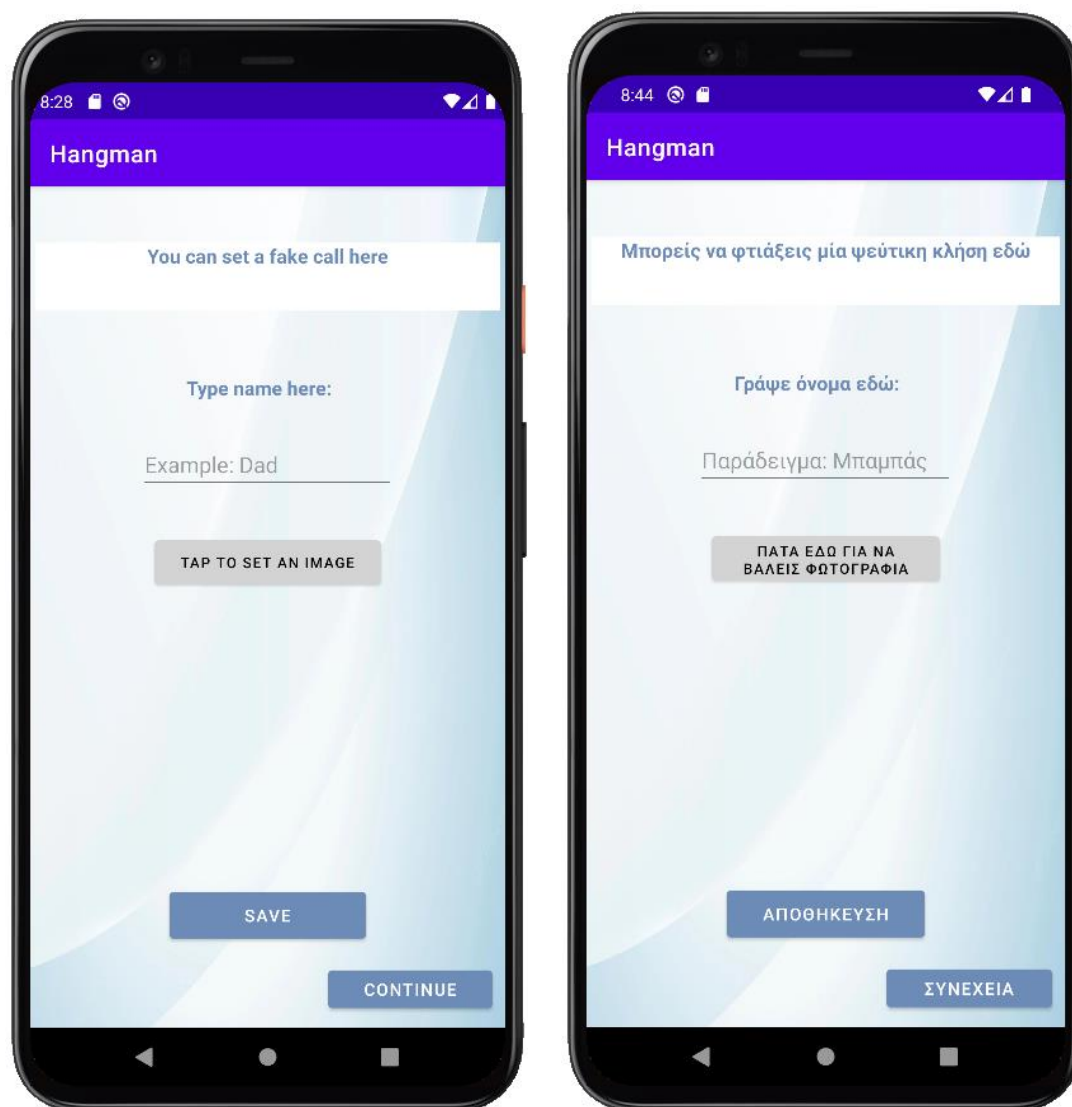 8:28
Hangman
You can set a fake call here
Type name here:
Example: Dad
TAP TO SET AN IMAGE
SAVE
CONTINUE
8:44
Hangman
Μπορείς να φτιάξεις μία ψεύτικη κλήση εδώ
Γράψε όνομα εδώ:
Παράδειγμα: Μπαμπάς
ΠΑΤΑ ΕΔΩ ΓΙΑ ΝΑ
ΒΑΛΕΙΣ ΦΩΤΟΓΡΑΦΙΑ
ΑΠΟΘΗΚΕΥΣΗ
ΣΥΝΕΧΕΙΑ